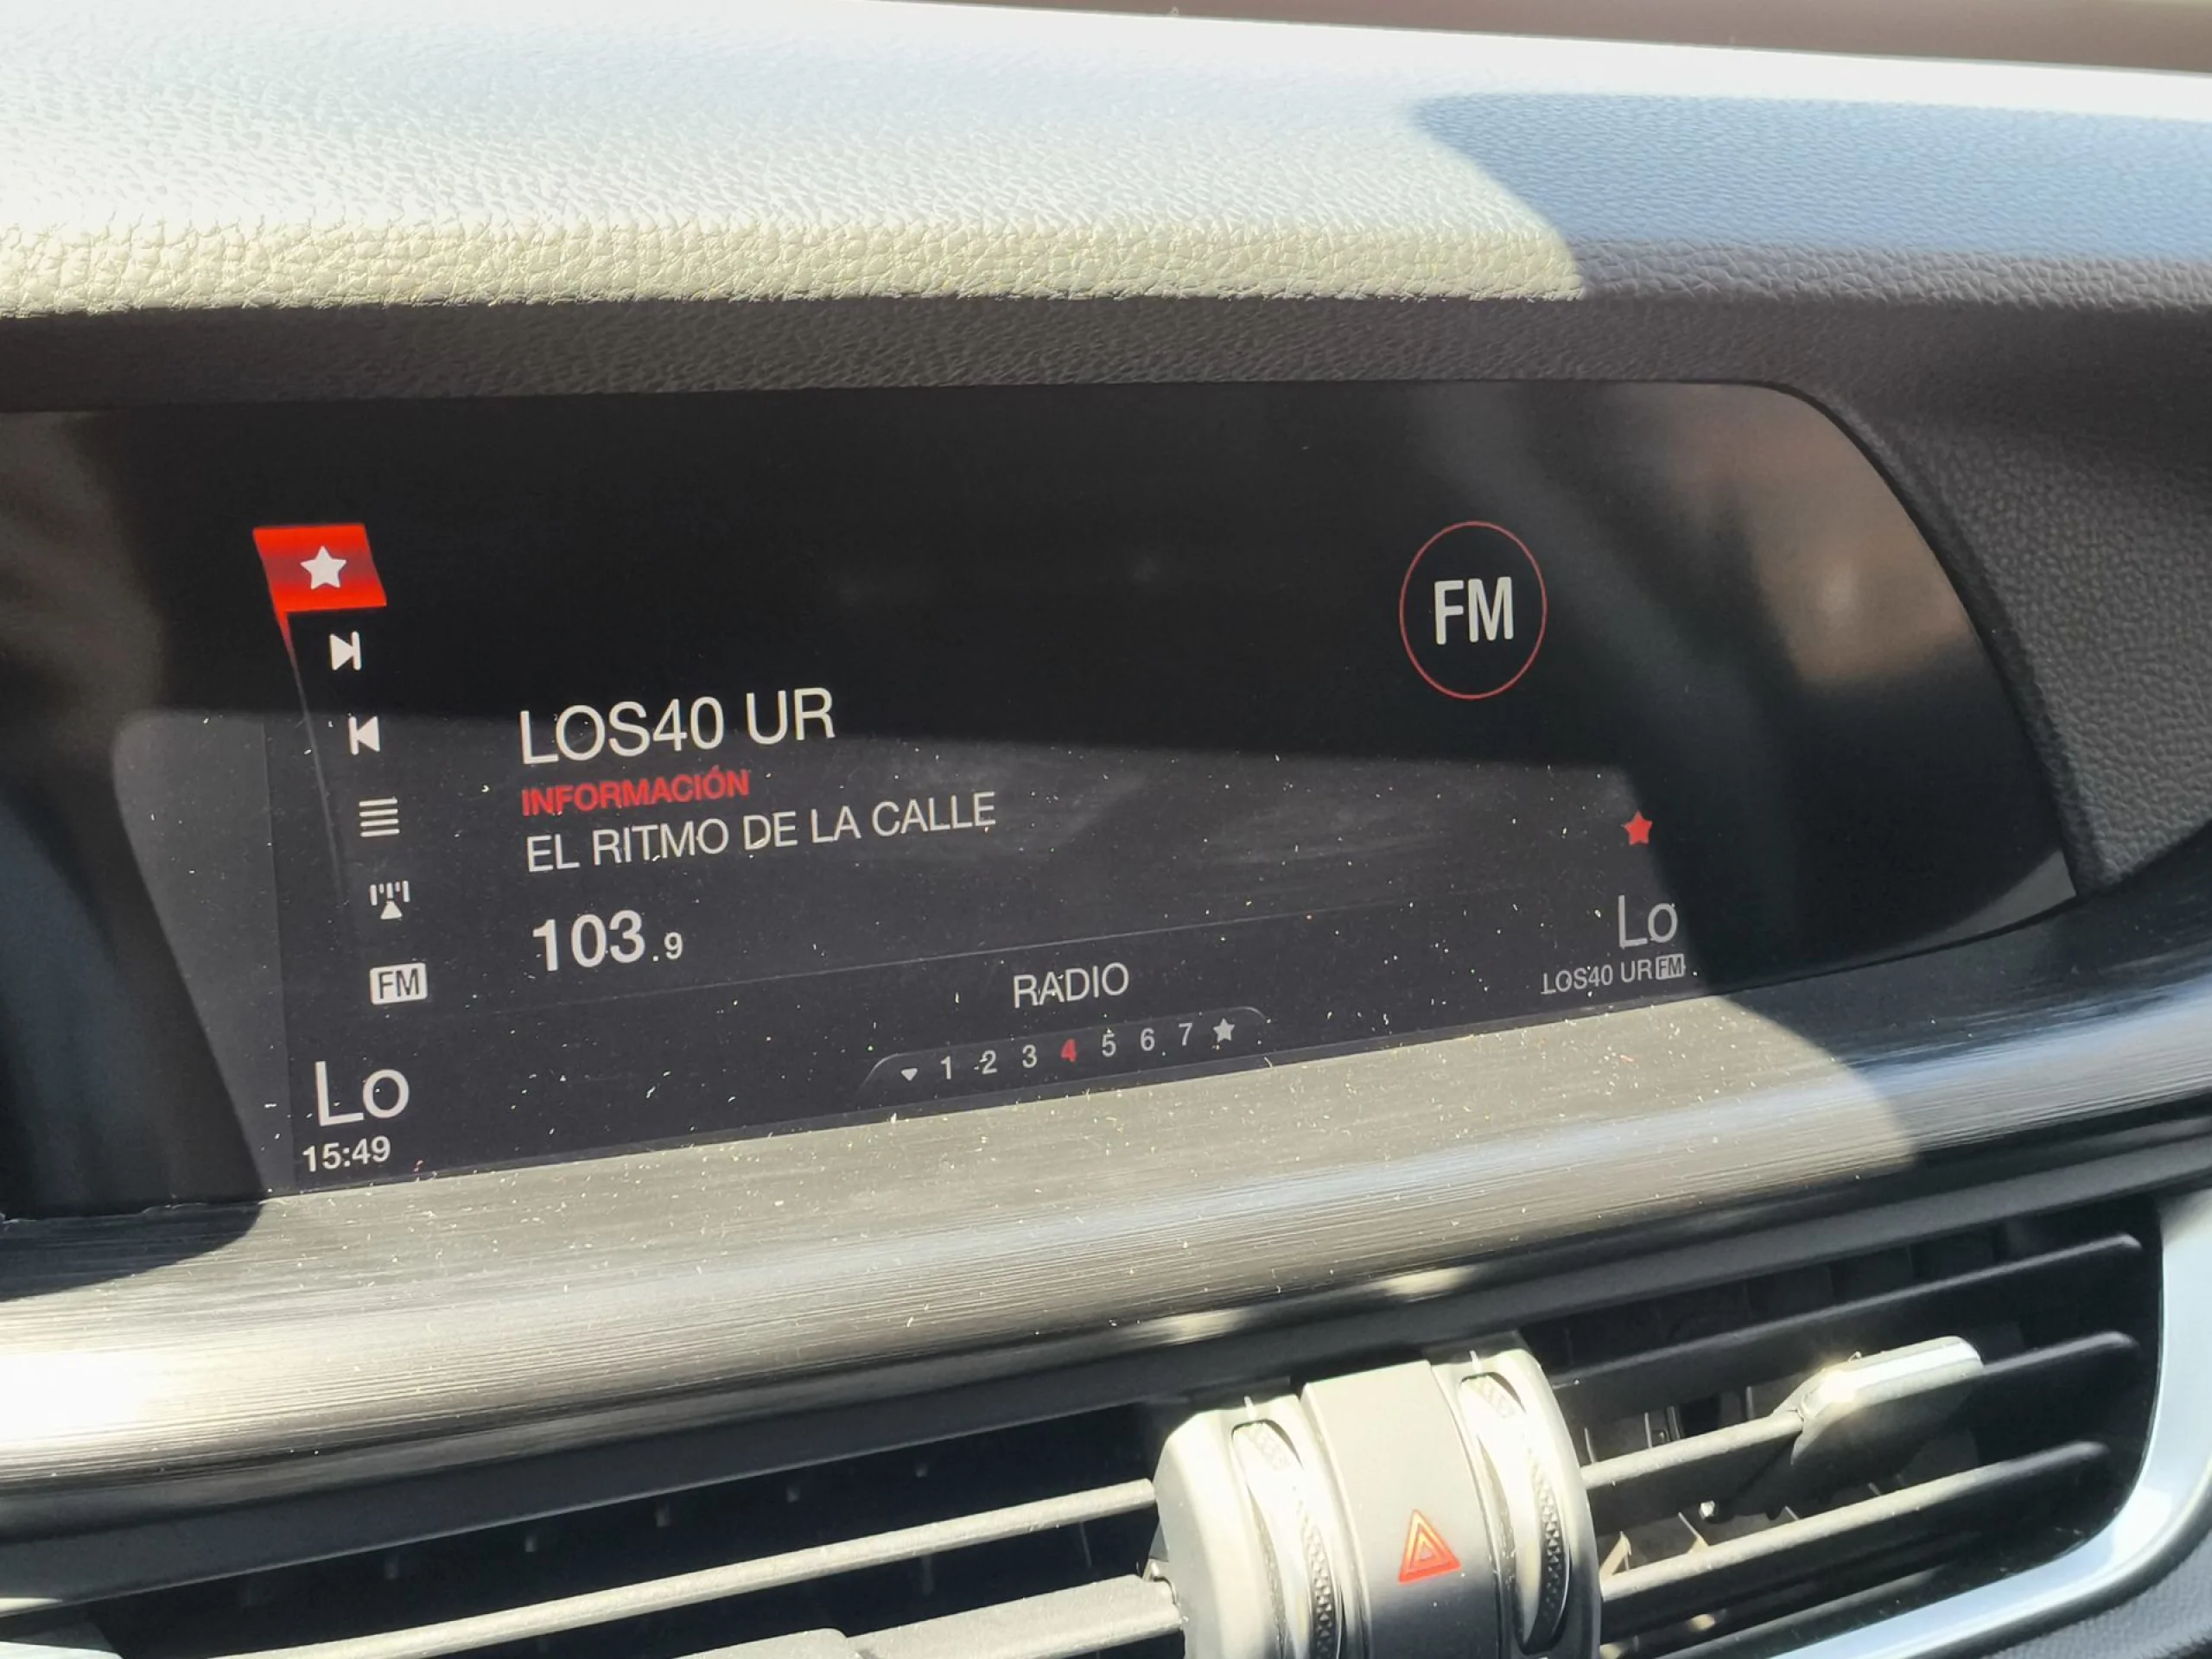 FM
LOS40 UR
INFORMACIÓN
EL RITMO DE LA CALLE
103.9
FM
RADIO
1 2 3 4 5 6 7
Lo
LOS40 UR FM
Lo
15:49